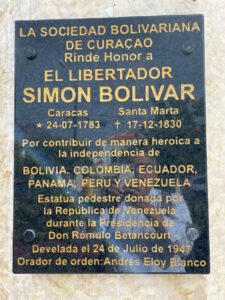 LA SOCIEDAD BOLIVARIANA
DE CURAÇAO
Rinde Honor a
EL LIBERTADOR
SIMON BOLIVAR
Caracas Santa Marta
* 24-07-1783 † 17-12-1830
Por contribuir de manera heroica a
la independencia de
BOLIVIA, COLOMBIA, ECUADOR,
PANAMA, PERU Y VENEZUELA
Estatua pedestre donada por
la República de Venezuela
durante la Presidencia de
Don Romulo Betancourt
Develada el 24 de Julio de 1947
Orador de orden: Andrés Eloy Blanco